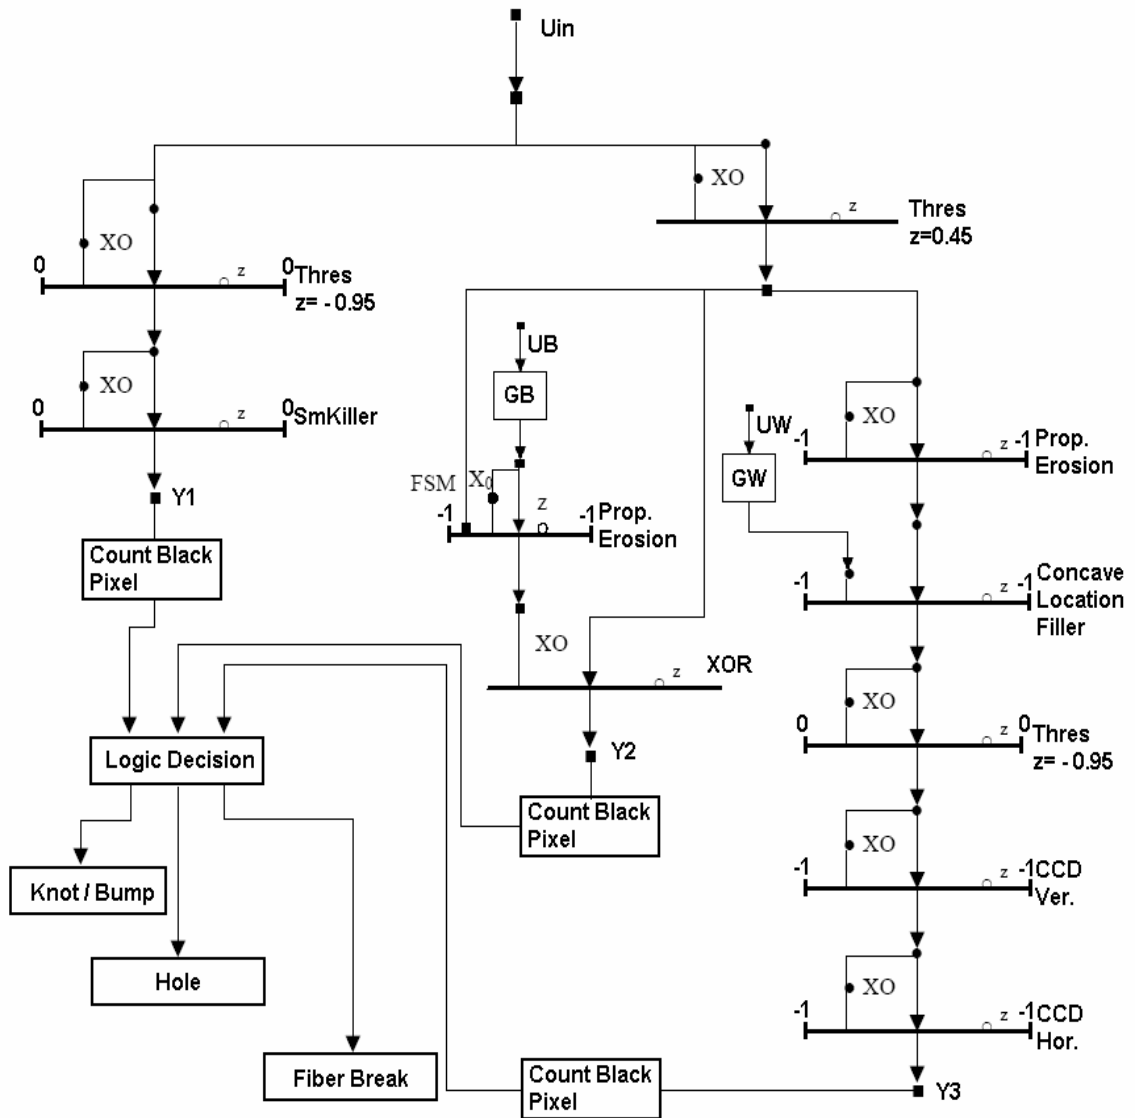 Uin
XO
z
Thres
z=0.45
XO
0
z
0
Thres
z= - 0.95
UB
GB
XO
0
z
0
SmKiller
UW
GW
XO
-1
z
-1
Prop.
Erosion
FSM
X0
z
-1
-1
Prop.
Erosion
Y1
Count Black
Pixel
-1
z
-1
Concave
Location
Filler
XO
XOR
z
XO
0
z
0
Thres
z= - 0.95
Logic Decision
Y2
Count Black
Pixel
XO
-1
z
-1
CCD
Ver.
Knot / Bump
Hole
XO
-1
z
-1
CCD
Hor.
Fiber Break
Count Black
Pixel
Y3